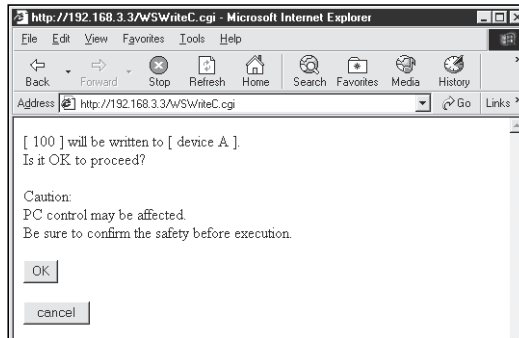 http://192.168.3.3/WSWriteC.cgi - Microsoft Internet Explorer
File Edit View Favorites Tools Help
Back Forward Stop Refresh Home Search Favorites Media History »
Address http://192.168.3.3/WSWriteC.cgi Go Links »
[ 100 ] will be written to [ device A ].
Is it OK to proceed?
Caution:
PC control may be affected.
Be sure to confirm the safety before execution.
OK
cancel